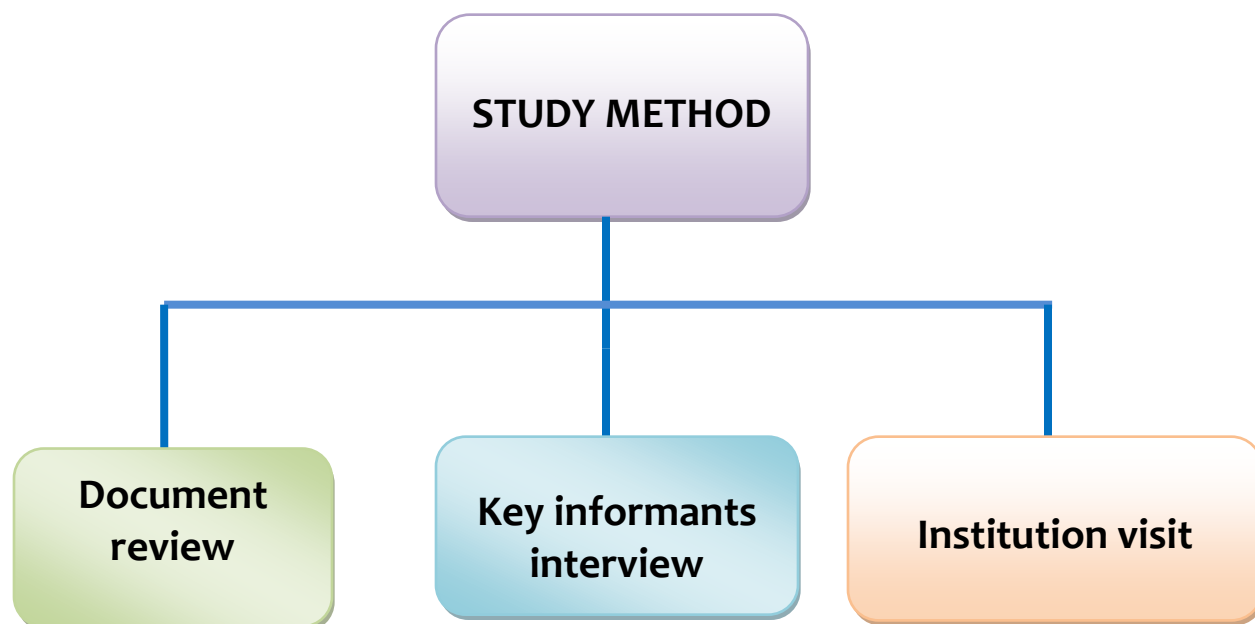 STUDY METHOD
Document
review
Key informants
interview
Institution visit